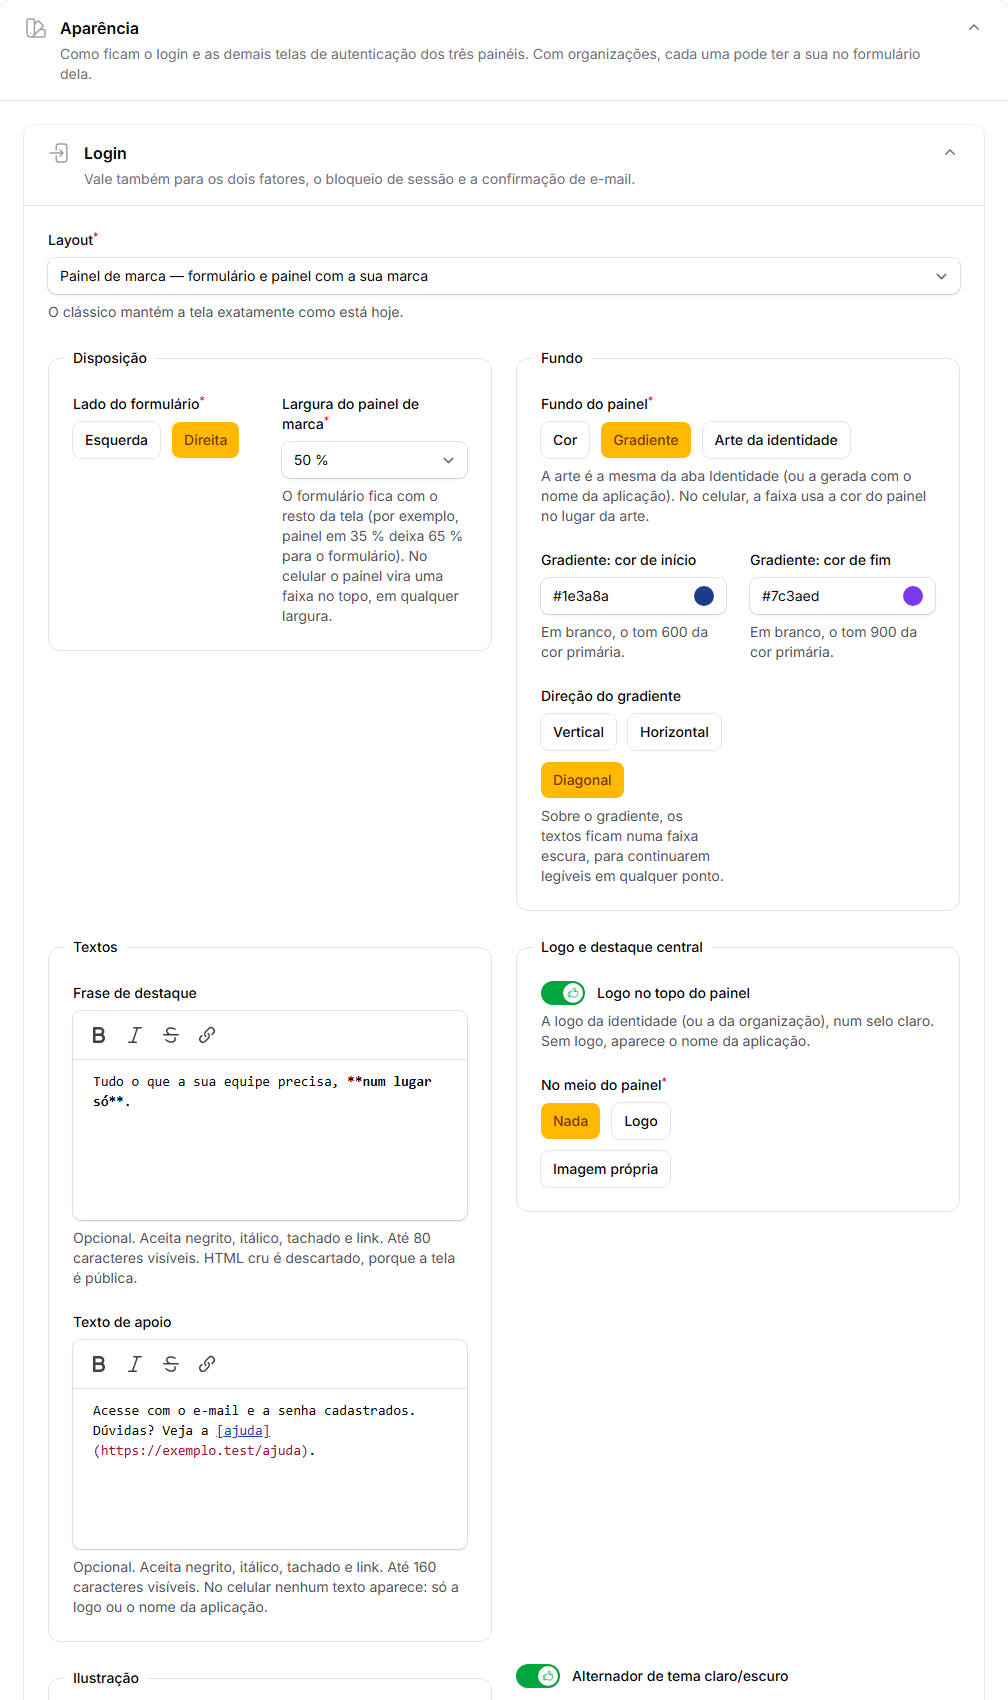 Aparência
Como ficam o login e as demais telas de autenticação dos três painéis. Com organizações, cada uma pode ter a sua no formulário
dela.
Login
Vale também para os dois fatores, o bloqueio de sessão e a confirmação de e-mail.
Layout*
Painel de marca — formulário e painel com a sua marca
O clássico mantém a tela exatamente como está hoje.
Disposição
Lado do formulário*
Esquerda
Direita
Largura do painel de
marca*
50 %
O formulário fica com o
resto da tela (por exemplo,
painel em 35 % deixa 65 %
para o formulário). No
celular o painel vira uma
faixa no topo, em qualquer
largura.
Fundo
Fundo do painel*
Cor
Gradiente
Arte da identidade
A arte é a mesma da aba Identidade (ou a gerada com o
nome da aplicação). No celular, a faixa usa a cor do painel
no lugar da arte.
Gradiente: cor de início
#1e3a8a
Em branco, o tom 600 da
cor primária.
Gradiente: cor de fim
#7c3aed
Em branco, o tom 900 da
cor primária.
Direção do gradiente
Vertical
Horizontal
Diagonal
Sobre o gradiente, os
textos ficam numa faixa
escura, para continuarem
legíveis em qualquer ponto.
Textos
Frase de destaque
Tudo o que a sua equipe precisa, **num lugar
só**.
Opcional. Aceita negrito, itálico, tachado e link. Até 80
caracteres visíveis. HTML cru é descartado, porque a tela
é pública.
Texto de apoio
Acesse com o e-mail e a senha cadastrados.
Dúvidas? Veja a [ajuda]
(https://exemplo.test/ajuda).
Opcional. Aceita negrito, itálico, tachado e link. Até 160
caracteres visíveis. No celular nenhum texto aparece: só a
logo ou o nome da aplicação.
Logo e destaque central
Logo no topo do painel
A logo da identidade (ou a da organização), num selo claro.
Sem logo, aparece o nome da aplicação.
No meio do painel*
Nada
Logo
Imagem própria
Ilustração
Alternador de tema claro/escuro